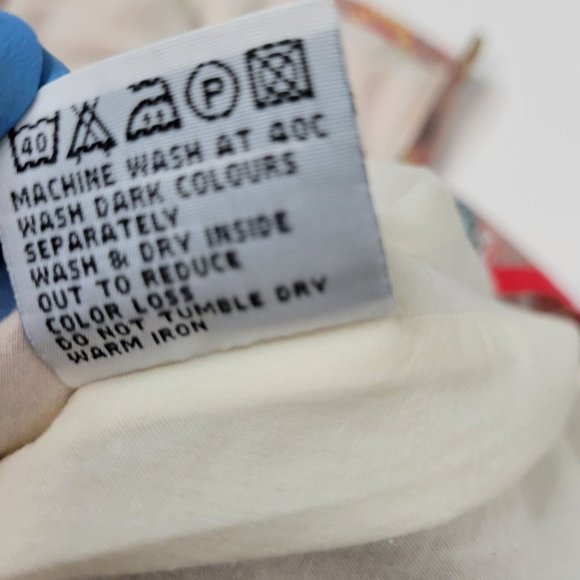 40 P
MACHINE WASH AT 40C
WASH DARK COLOURS
SEPARATELY
WASH & DRY INSIDE
OUT TO REDUCE
COLOR LOSS
DO NOT TUMBLE DRY
WARM IRON